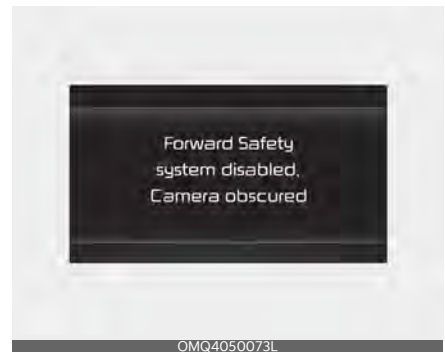 Forward Safety
system disabled.
Camera obscured
OMQ4050073L